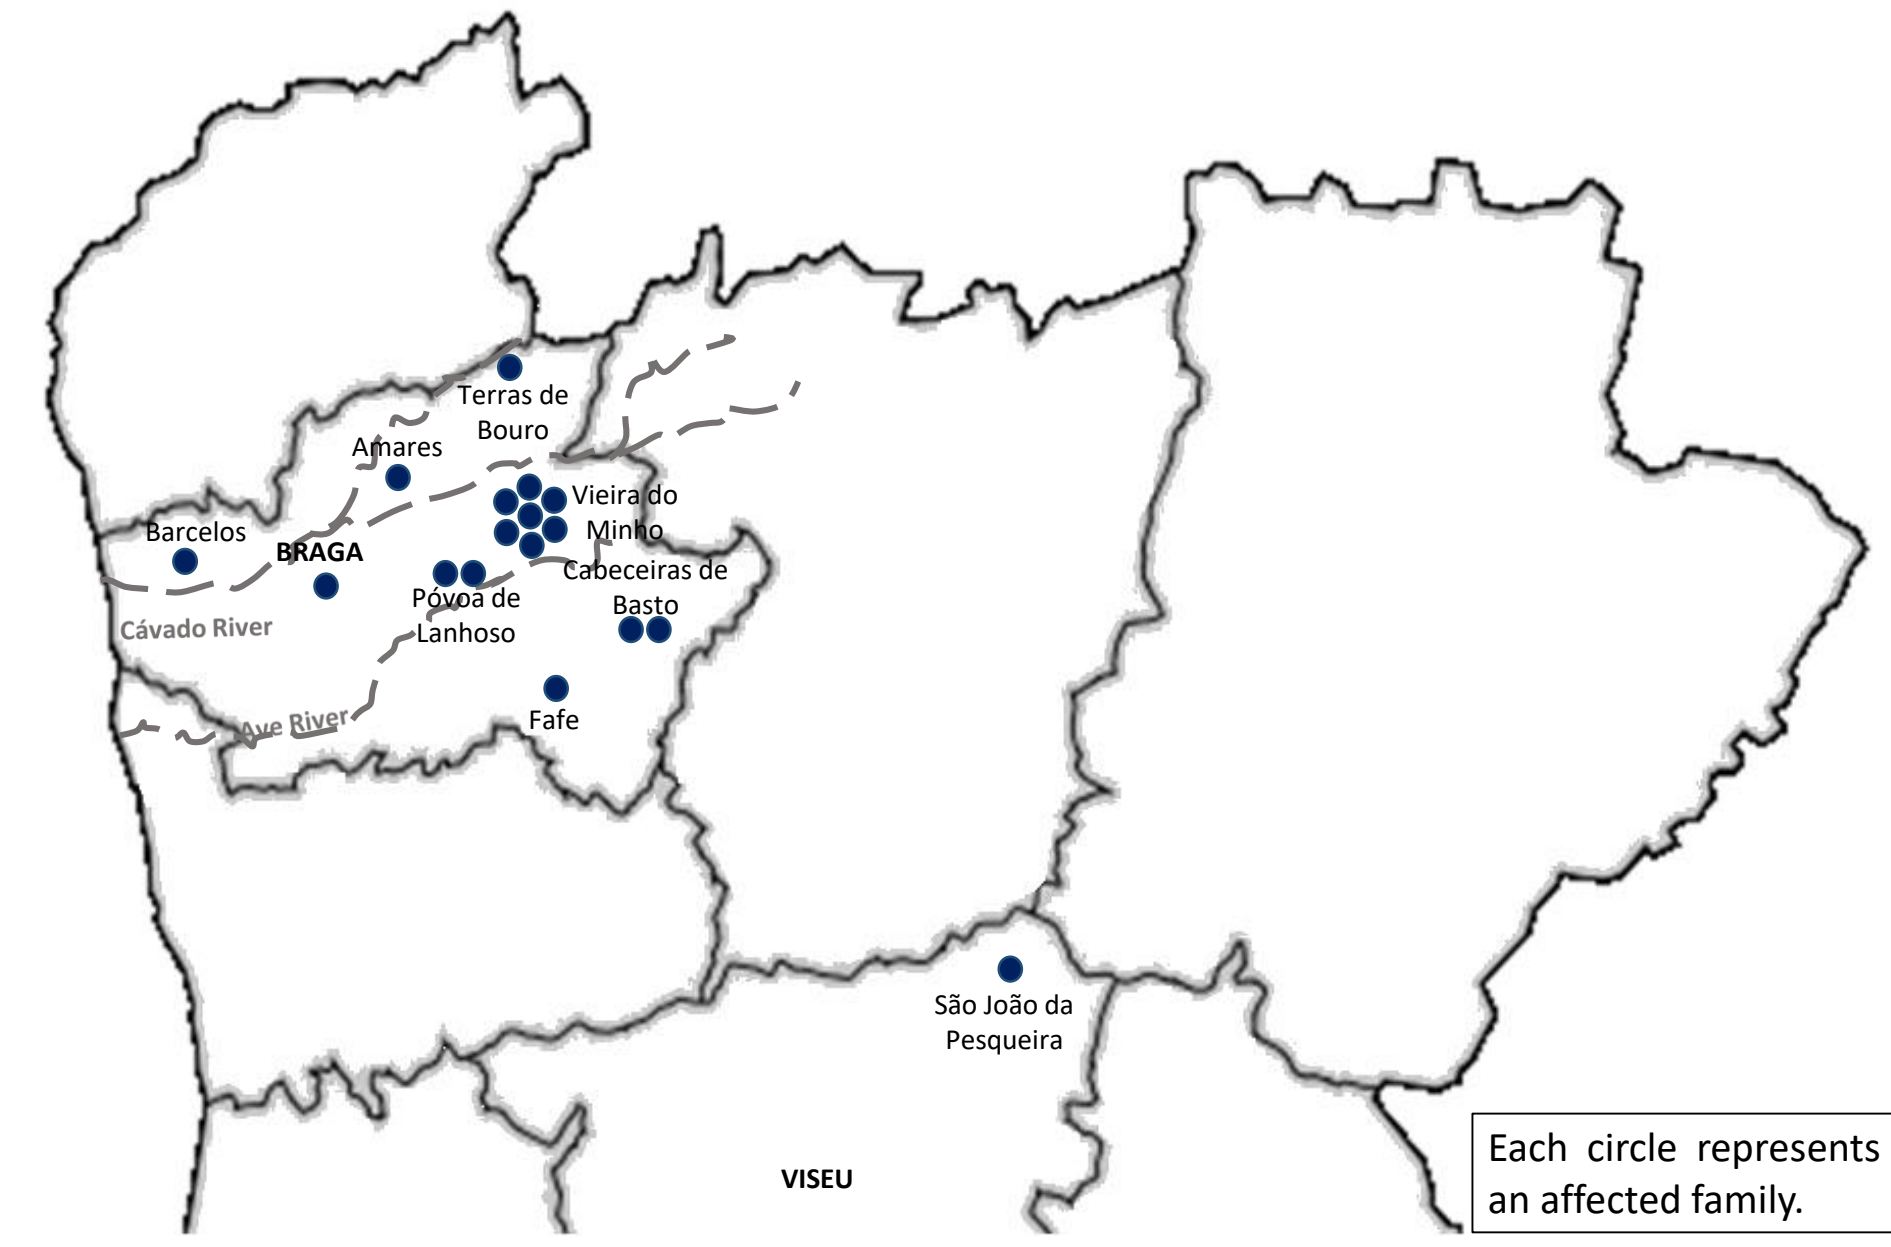 Terras de
Bouro
Amares
Vieira do
Minho
Barcelos
BRAGA
Cabeceiras de
Basto
Póvoa de
Lanhoso
Cávado River
Fafe
Ave River
São João da
Pesqueira
VISEU
Each circle represents
an affected family.